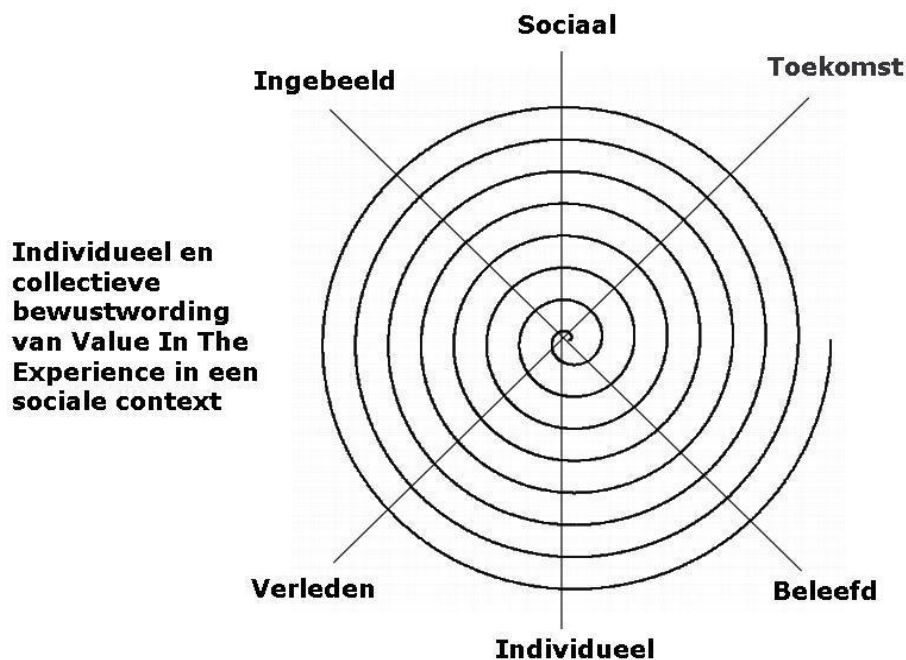 Sociaal
Toekomst
Ingebeeld
Individueel en
collectieve
bewustwording
van Value In The
Experience in een
sociale context
Verleden
Beleefd
Individueel